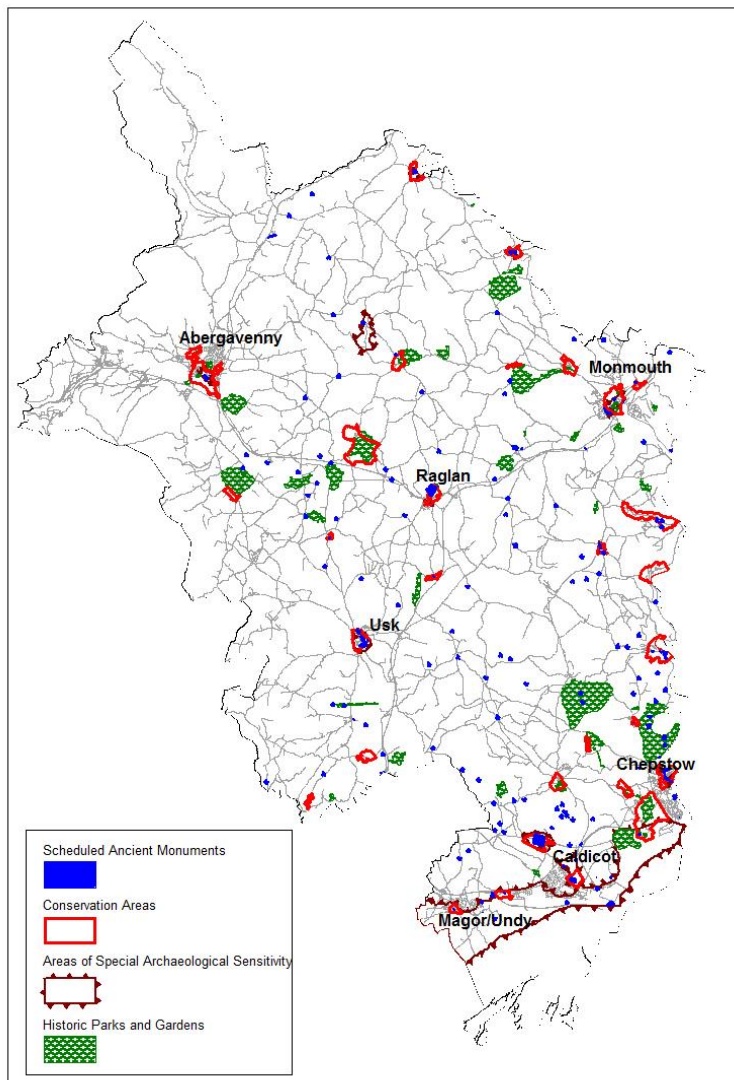 Abergavenny
Monmouth
Raglan
Usk
Chepstow
Caldicot
Magor/Undy
Scheduled Ancient Monuments
Conservation Areas
Areas of Special Archaeological Sensitivity
Historic Parks and Gardens